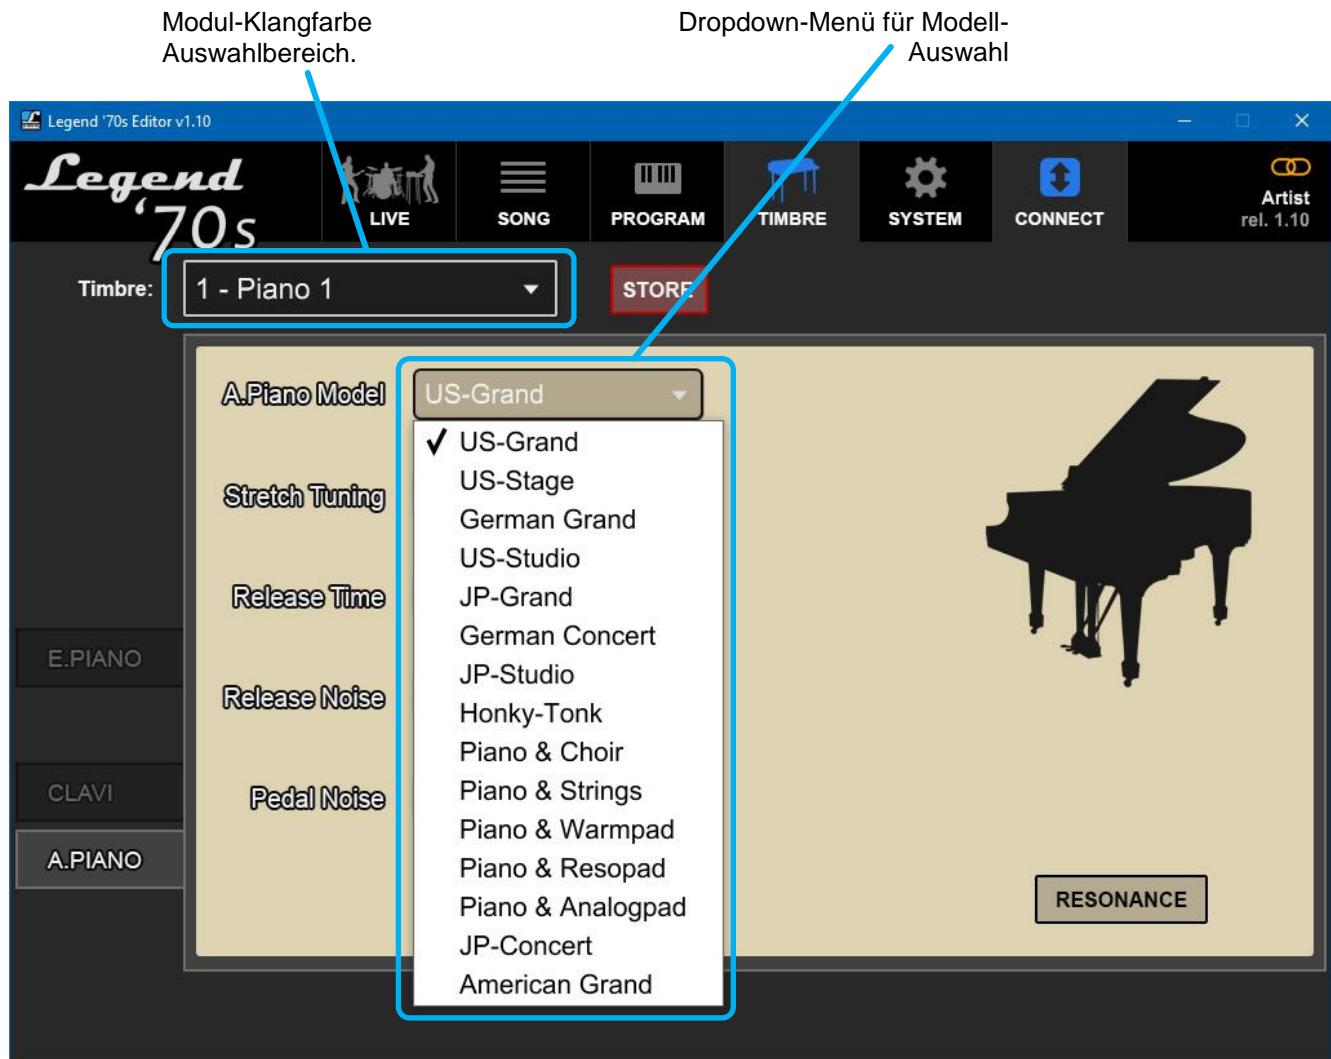 Modul-Klangfarbe
Auswahlbereich.
Dropdown-Menü für Modell-
Auswahl
Legend '70s Editor v1.10
Legend
'70s
LIVE
SONG
PROGRAM
TIMBRE
SYSTEM
CONNECT
Artist
rel. 1.10
Timbre:
1 - Piano 1
STORE
A.Piano Model
US-Grand
✓ US-Grand
US-Stage
German Grand
US-Studio
JP-Grand
German Concert
JP-Studio
Honky-Tonk
Piano & Choir
Piano & Strings
Piano & Warmpad
Piano & Resopad
Piano & Analogpad
JP-Concert
American Grand
Stretch Tuning
Release Time
Release Noise
Pedal Noise
E.PIANO
CLAVI
A.PIANO
RESONANCE